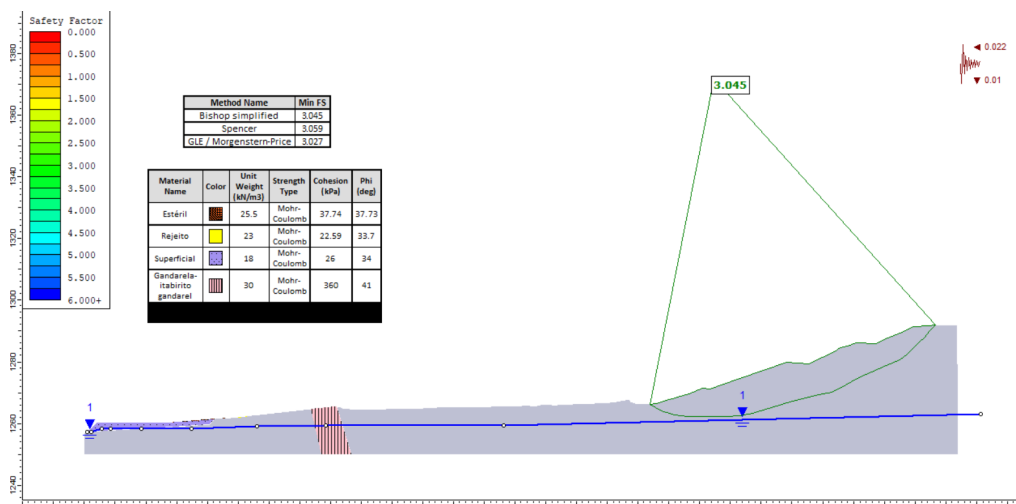 Safety Factor
0.000
0.500
1.000
1.500
2.000
2.500
3.000
3.500
4.000
4.500
5.000
5.500
6.000+
1380
1360
1340
1320
1300
1280
1260
1240
Method Name Min FS
Bishop simplified 3.045
Spencer 3.059
GLE / Morgenstern-Price 3.027
Material Name Color Unit Weight (kN/m3) Strength Type Cohesion (kPa) Phi (deg)
Estéril 25.5 Mohr-Coulomb 37.74 37.73
Rejeito 23 Mohr-Coulomb 22.59 33.7
Superficial 18 Mohr-Coulomb 26 34
Gandarela-itabirito gandarel 30 Mohr-Coulomb 360 41
3.045
0.022
0.01
1
1